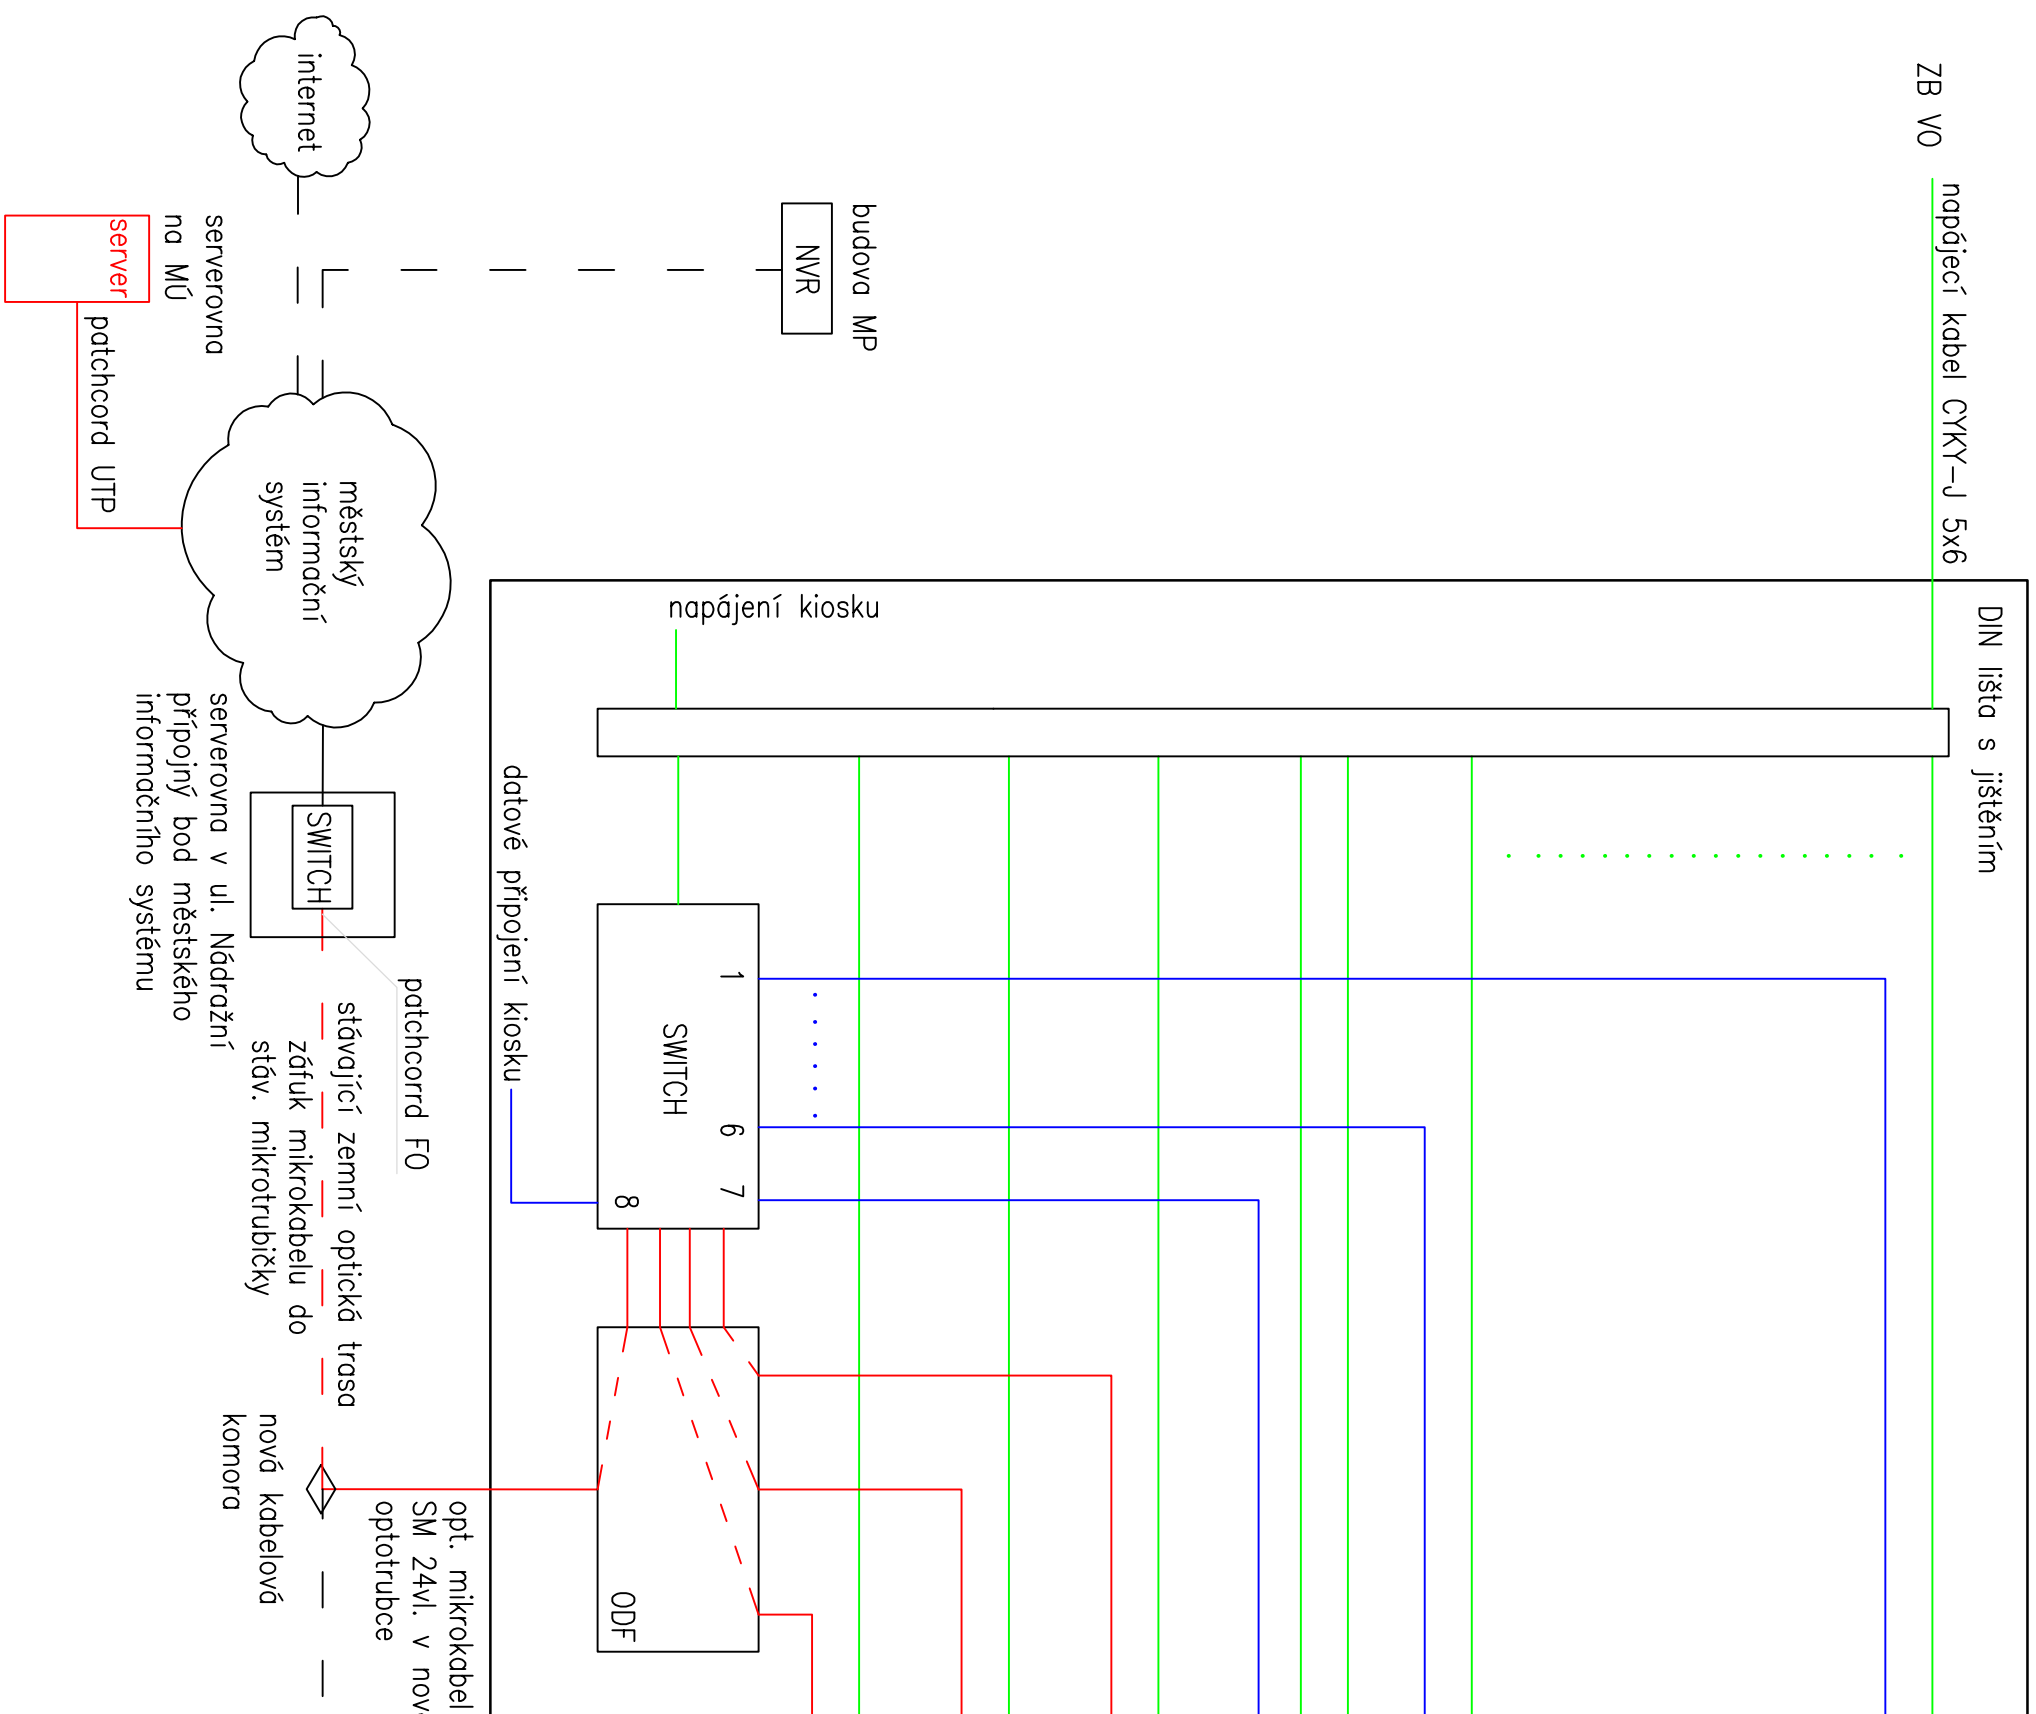 ZB VO
napájecí kabel CYKY-J 5x6
DIN lišta s jištěním
budova MP
NVR
internet
serverovna
na MÚ
server
patchcord UTP
městský
informační
systém
napájení kiosku
datové připojení kiosku
SWITCH
1
6
7
8
SWITCH
serverovna v ul. Nádražní
přípojný bod městského
informačního systému
patchcorrd FO
stávající zemní optická trasa
záfuk mikrokabelu do
stáv. mikrotrubičky
nová kabelová
komora
opt. mikrokabel
SM 24vl. v
optotrubce
ODF